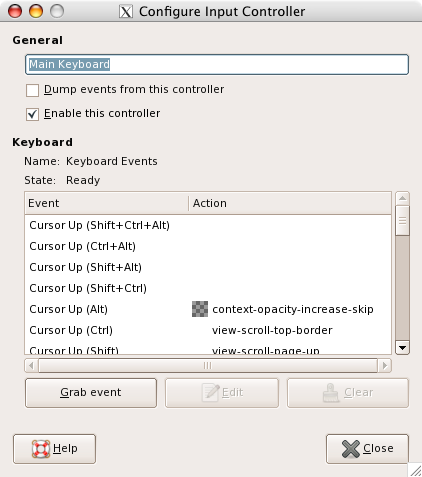 Configure Input Controller
General
Main Keyboard
Dump events from this controller
Enable this controller
Keyboard
Name: Keyboard Events
State: Ready
Event Action
Cursor Up (Shift+Ctrl+Alt)
Cursor Up (Ctrl+Alt)
Cursor Up (Shift+Alt)
Cursor Up (Shift+Ctrl)
Cursor Up (Alt) context-opacity-increase-skip
Cursor Up (Ctrl) view-scroll-top-border
Cursor Up (Shift) view-scroll-page-up
Grab event Edit Clear
Help Close